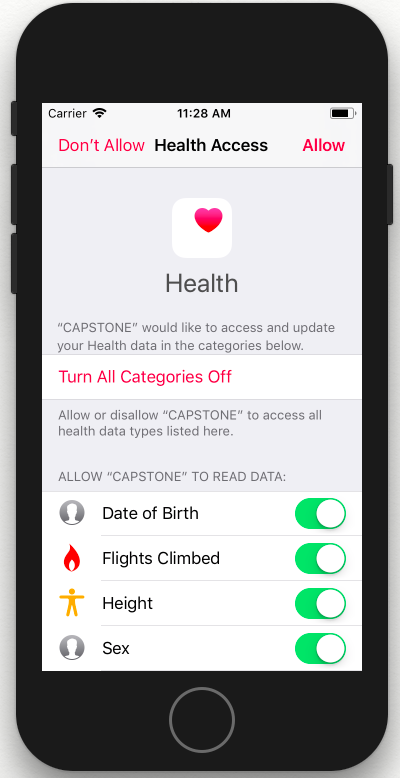 Carrier 11:28 AM
Don’t Allow Health Access Allow
Health
“CAPSTONE” would like to access and update
your Health data in the categories below.
Turn All Categories Off
Allow or disallow “CAPSTONE” to access all
health data types listed here.
ALLOW “CAPSTONE” TO READ DATA:
Date of Birth
Flights Climbed
Height
Sex